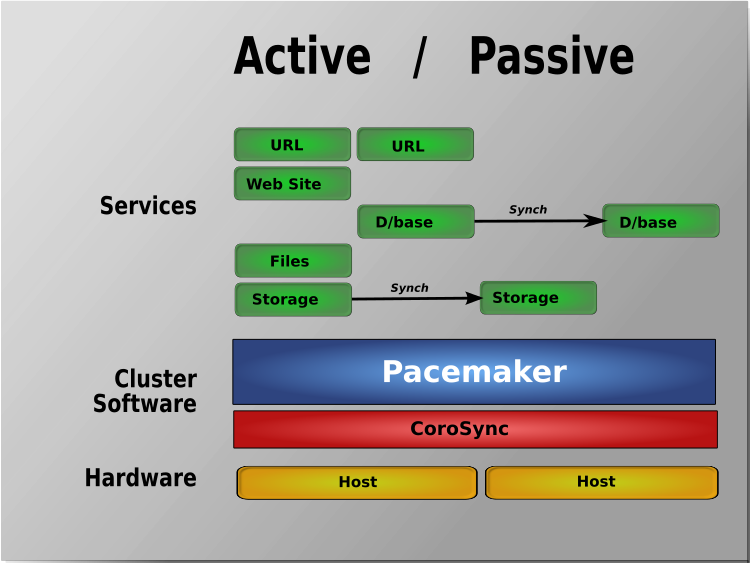 Active / Passive
URL URL
Web Site
Services
D/base Synch D/base
Files
Storage Synch Storage
Cluster
Software
Pacemaker
CoroSync
Hardware
Host Host